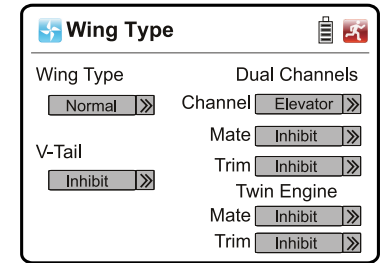 Wing Type
Wing Type
Normal
V-Tail
Inhibit
Dual Channels
Channel Elevator
Mate Inhibit
Trim Inhibit
Twin Engine
Mate Inhibit
Trim Inhibit